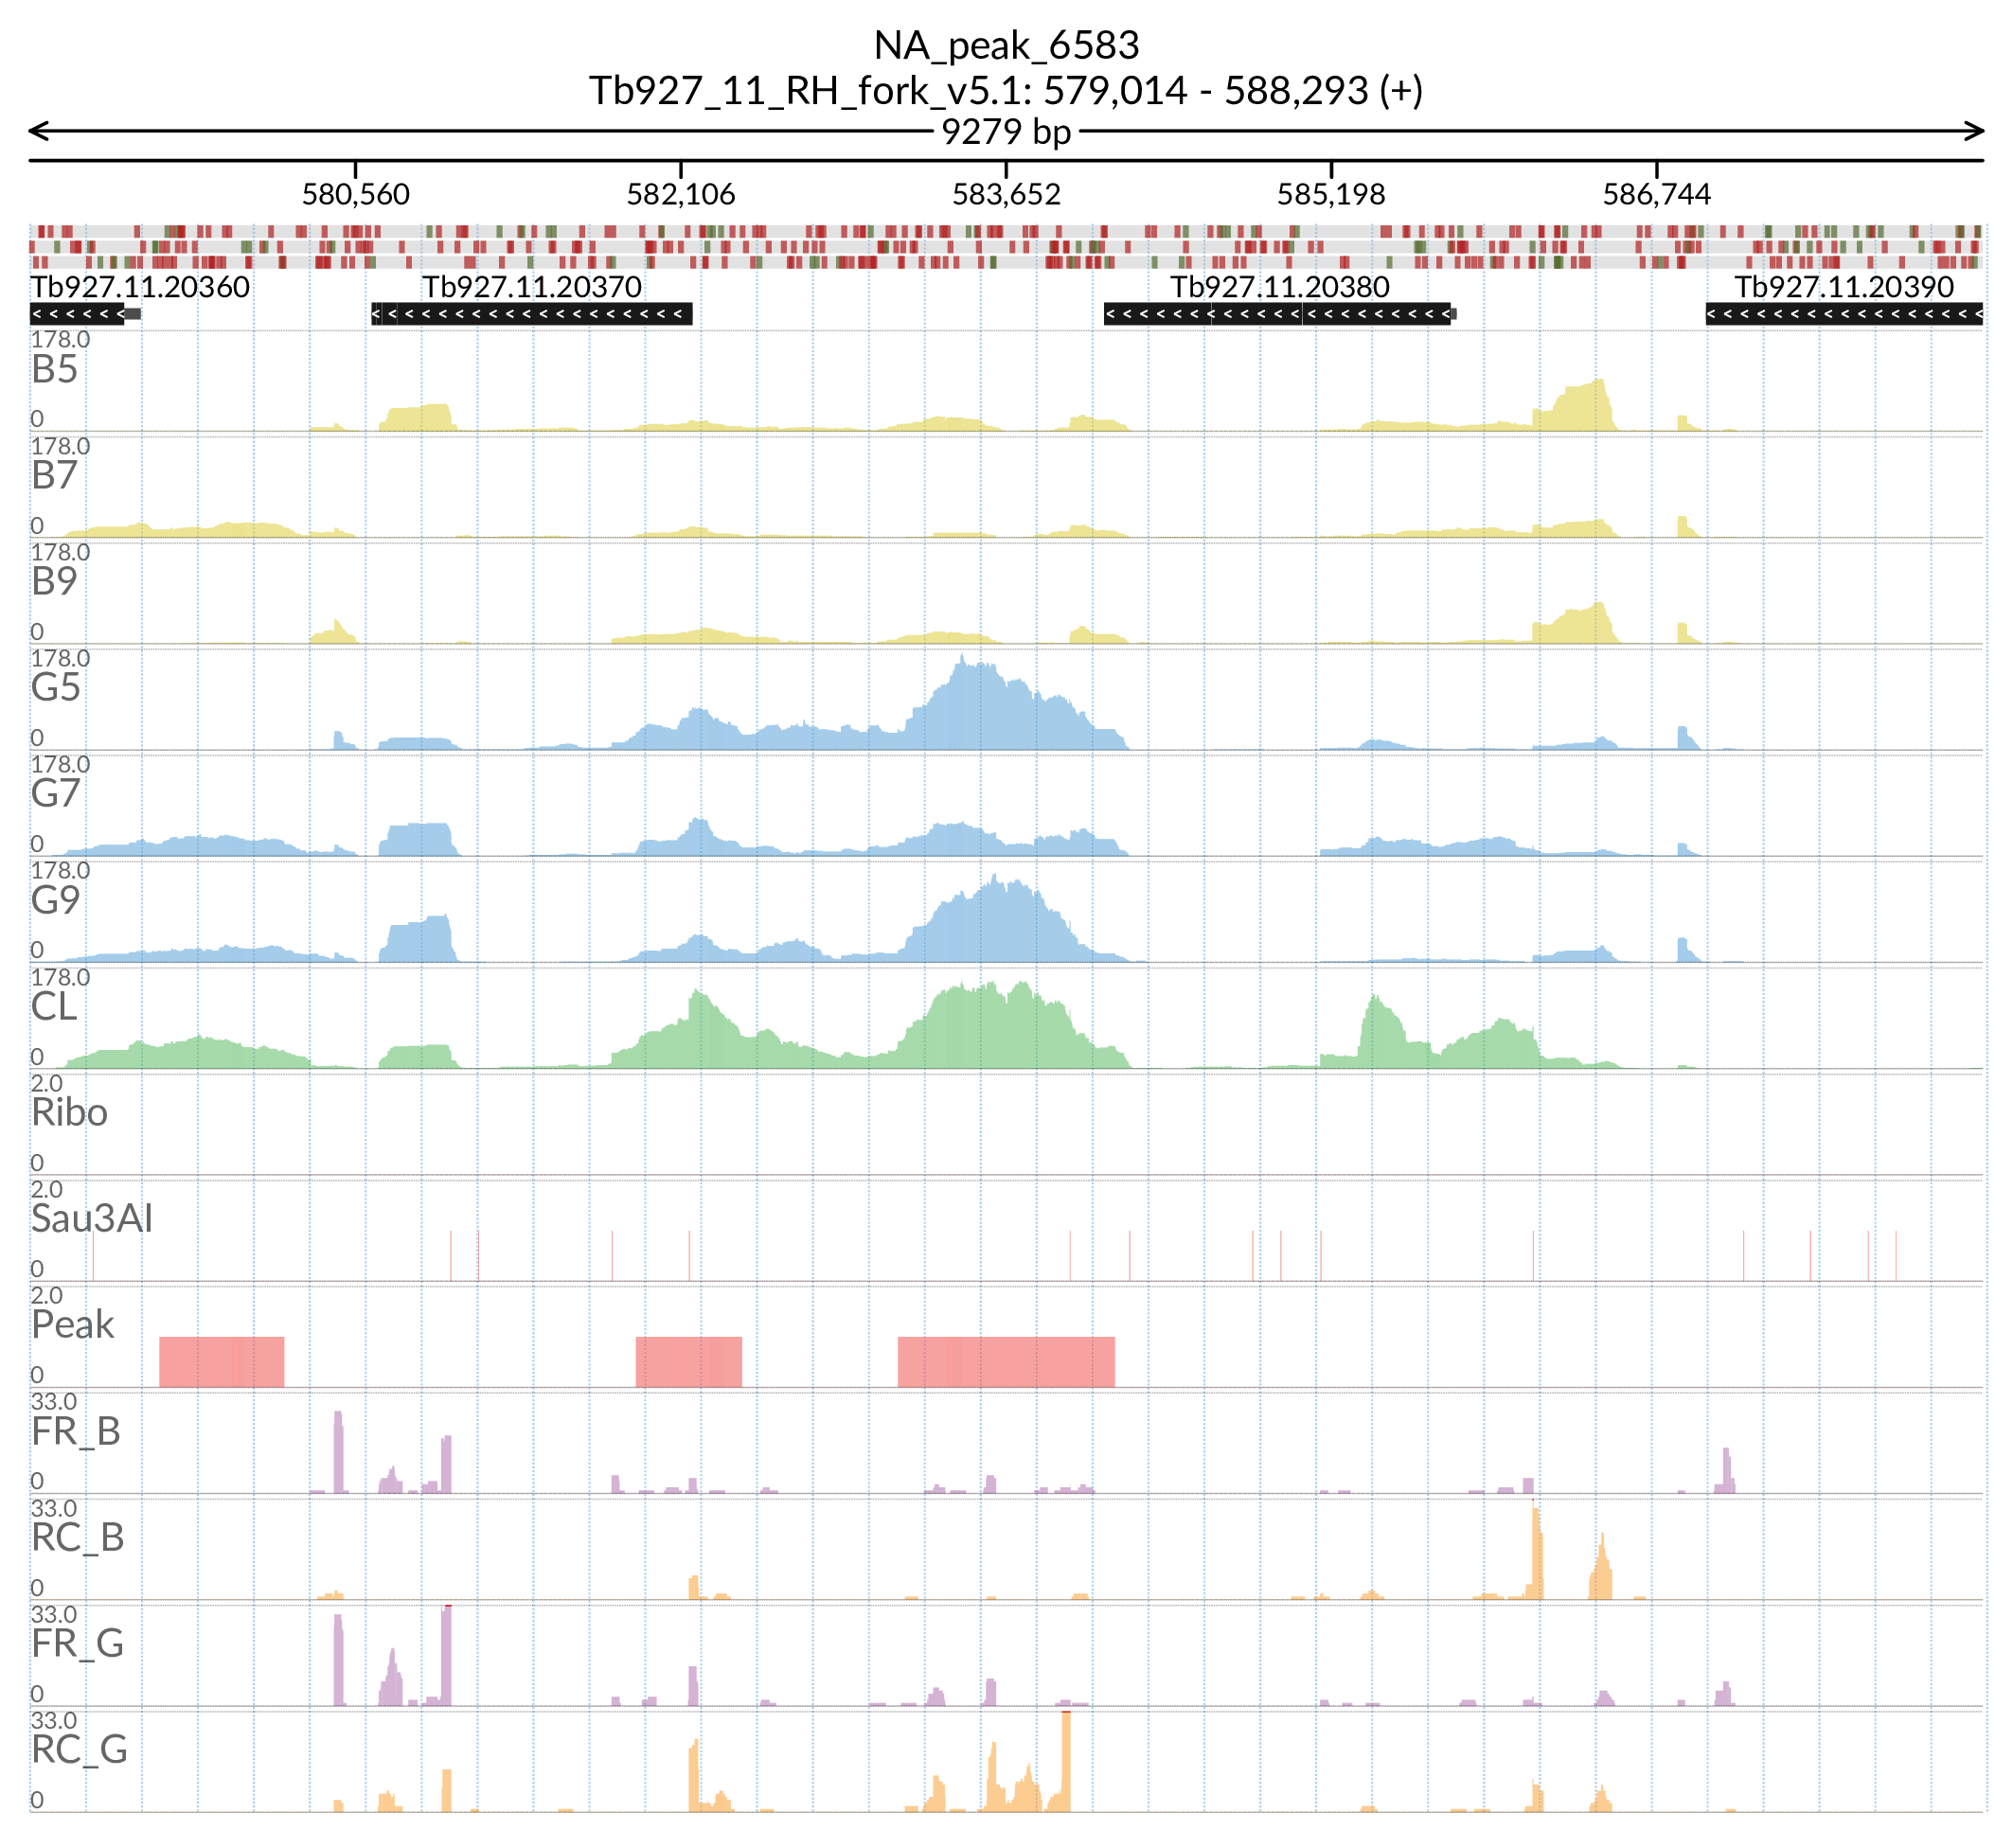 NA_peak_6583
Tb927_11_RH_fork_v5.1: 579,014 - 588,293 (+)
9279 bp
580,560 582,106 583,652 585,198 586,744
Tb927.11.20360 Tb927.11.20370 Tb927.11.20380 Tb927.11.20390
178.0
B5
0
178.0
B7
0
178.0
B9
0
178.0
G5
0
178.0
G7
0
178.0
G9
0
178.0
CL
0
2.0
Ribo
0
2.0
Sau3AI
0
2.0
Peak
0
33.0
FR_B
0
33.0
RC_B
0
33.0
FR_G
0
33.0
RC_G
0